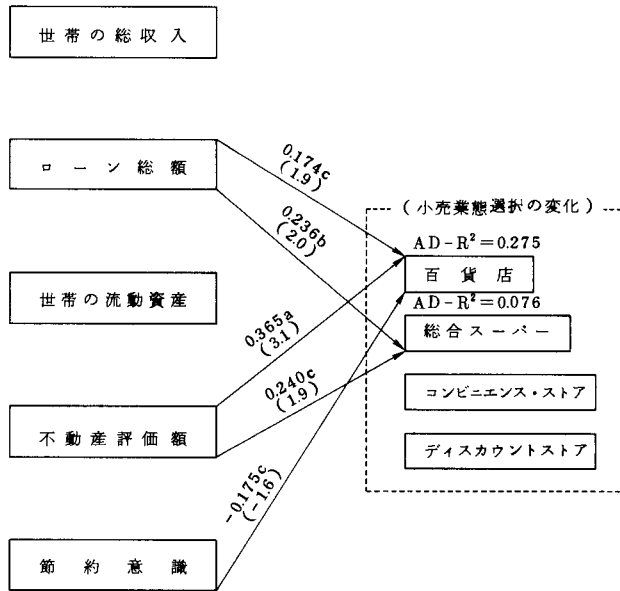 世帯の総収入
ローン総額
世帯の流動資産
不動産評価額
節約意識
0.174c
(1.9)
0.236b
(2.0)
0.365a
(3.1)
0.240c
(1.9)
-0.175c
(-1.6)
(小売業態選択の変化)
AD-R²=0.275
百貨店
AD-R²=0.076
総合スーパー
コンビニエンス・ストア
ディスカウントストア